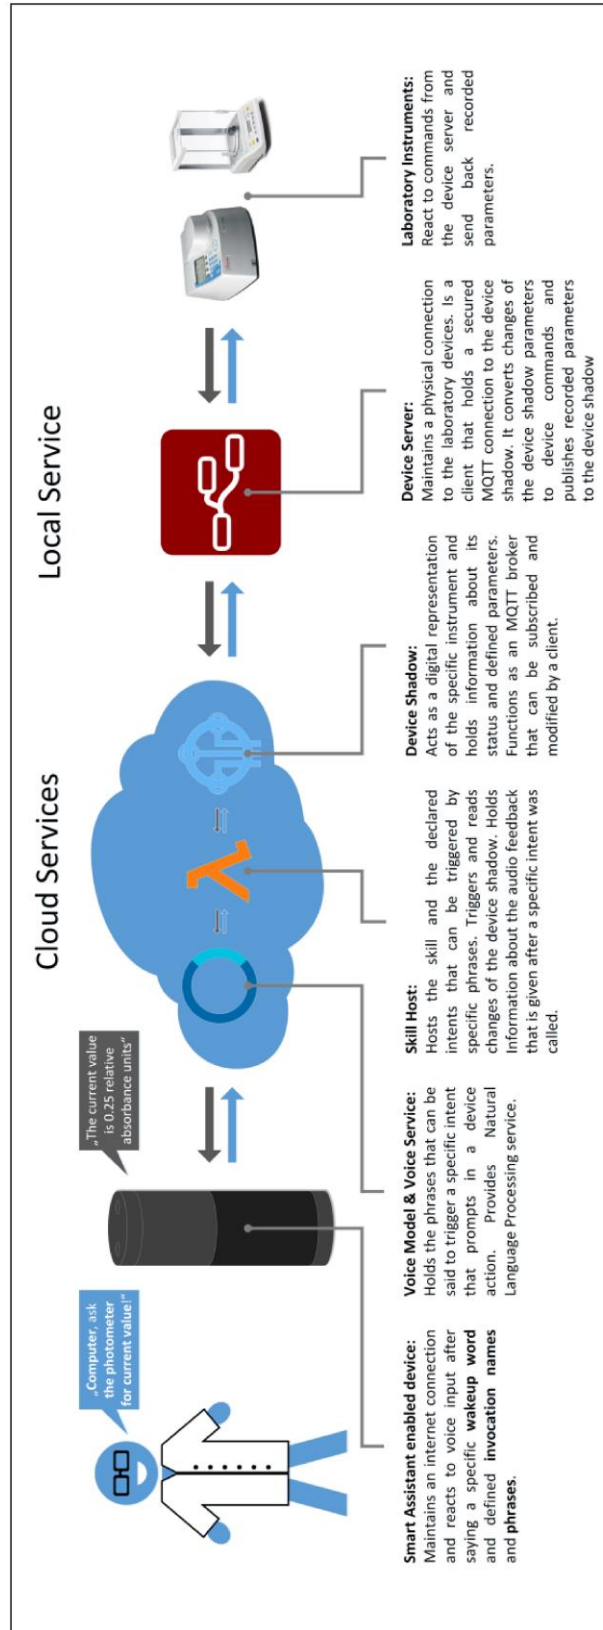 Cloud Services
Local Service
„Computer, ask
the photometer
for current value!“
„The current value
is 0.25 relative
absorbance units“
Smart Assistant enabled device:
Maintains an internet connection
and reacts to voice input after
saying a specific wakeup word
and defined invocation names
and phrases.
Voice Model & Voice Service:
Holds the phrases that can be
said to trigger a specific intent
that prompts in a device
action. Provides Natural
Language Processing service.
Skill Host:
Hosts the skill and the declared
intents that can be triggered by
specific phrases. Triggers and reads
changes of the device shadow. Holds
Information about the audio feedback
that is given after a specific intent was
called.
Device Shadow:
Acts as a digital representation
of the specific instrument and
holds information about its
status and defined parameters.
Functions as an MQTT broker
that can be subscribed and
modified by a client.
Device Server:
Maintains a physical connection
to the laboratory devices. Is a
client that holds a secured
MQTT connection to the device
shadow. It converts changes of
the device shadow parameters
to device commands and
publishes recorded parameters
to the device shadow
Laboratory Instruments:
React to commands from
the device server and
send back recorded
parameters.